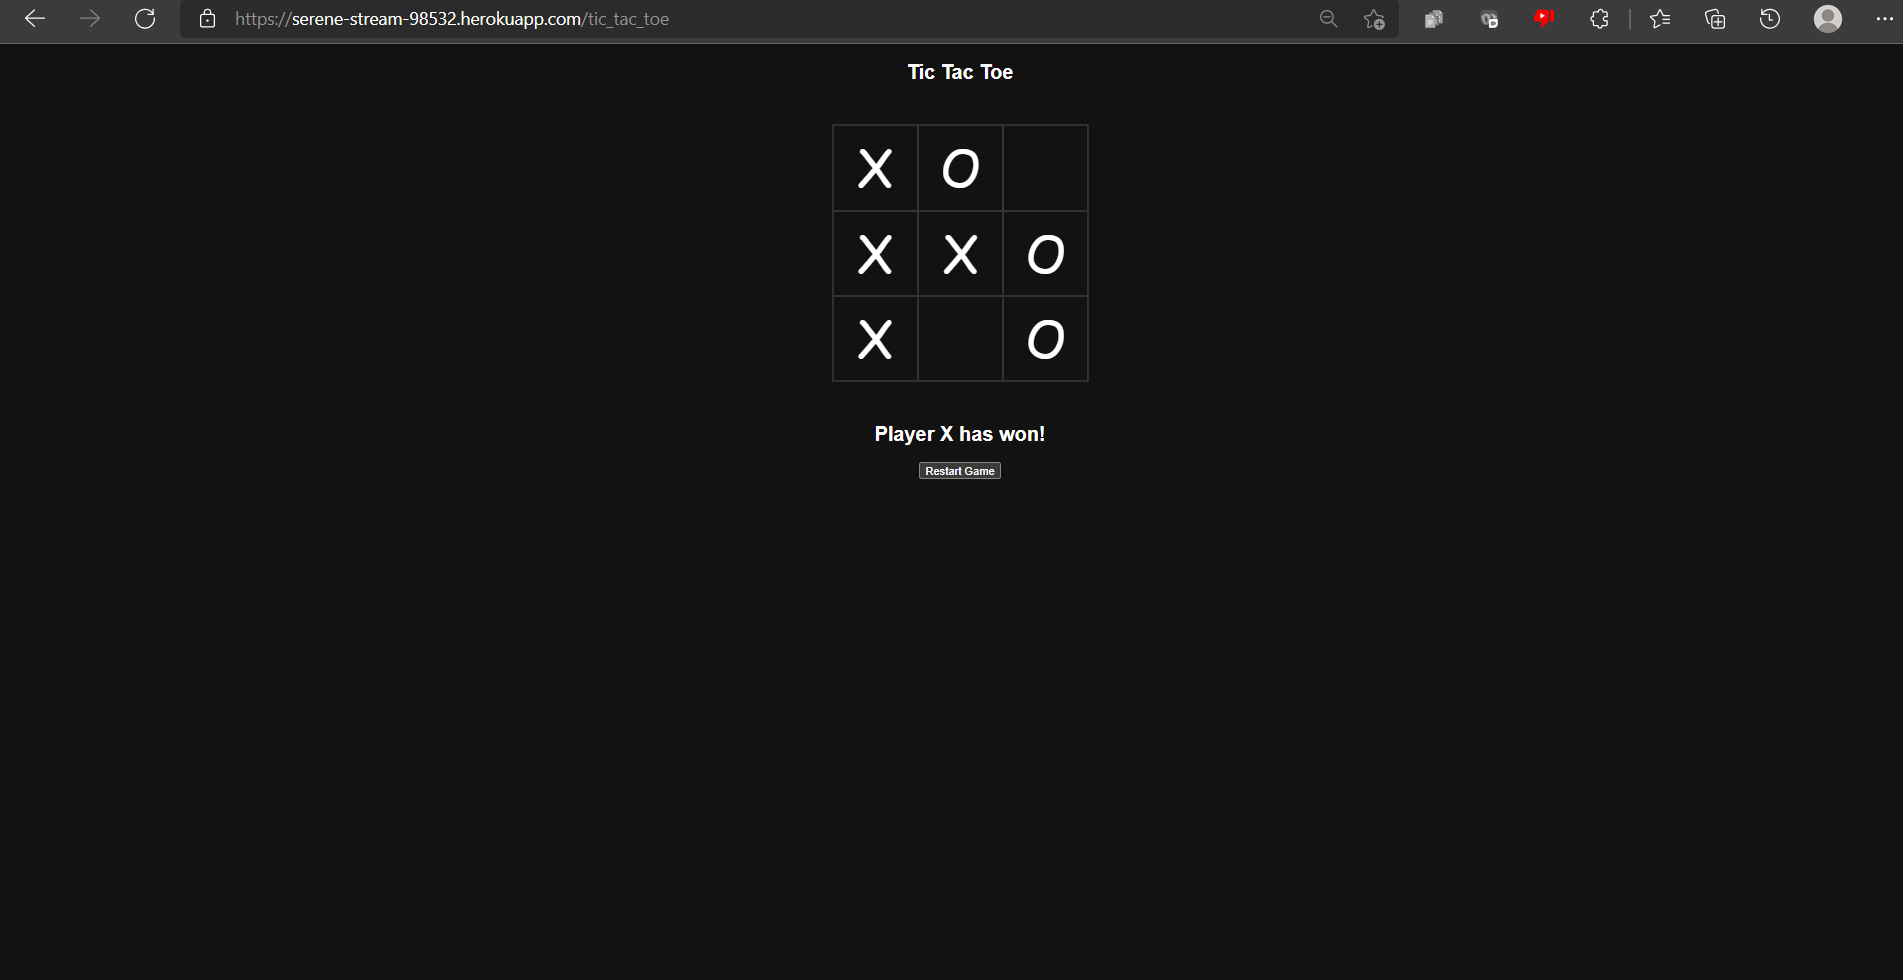 https://serene-stream-98532.herokuapp.com/tic_tac_toe
Tic Tac Toe
X O
X X O
X O
Player X has won!
Restart Game